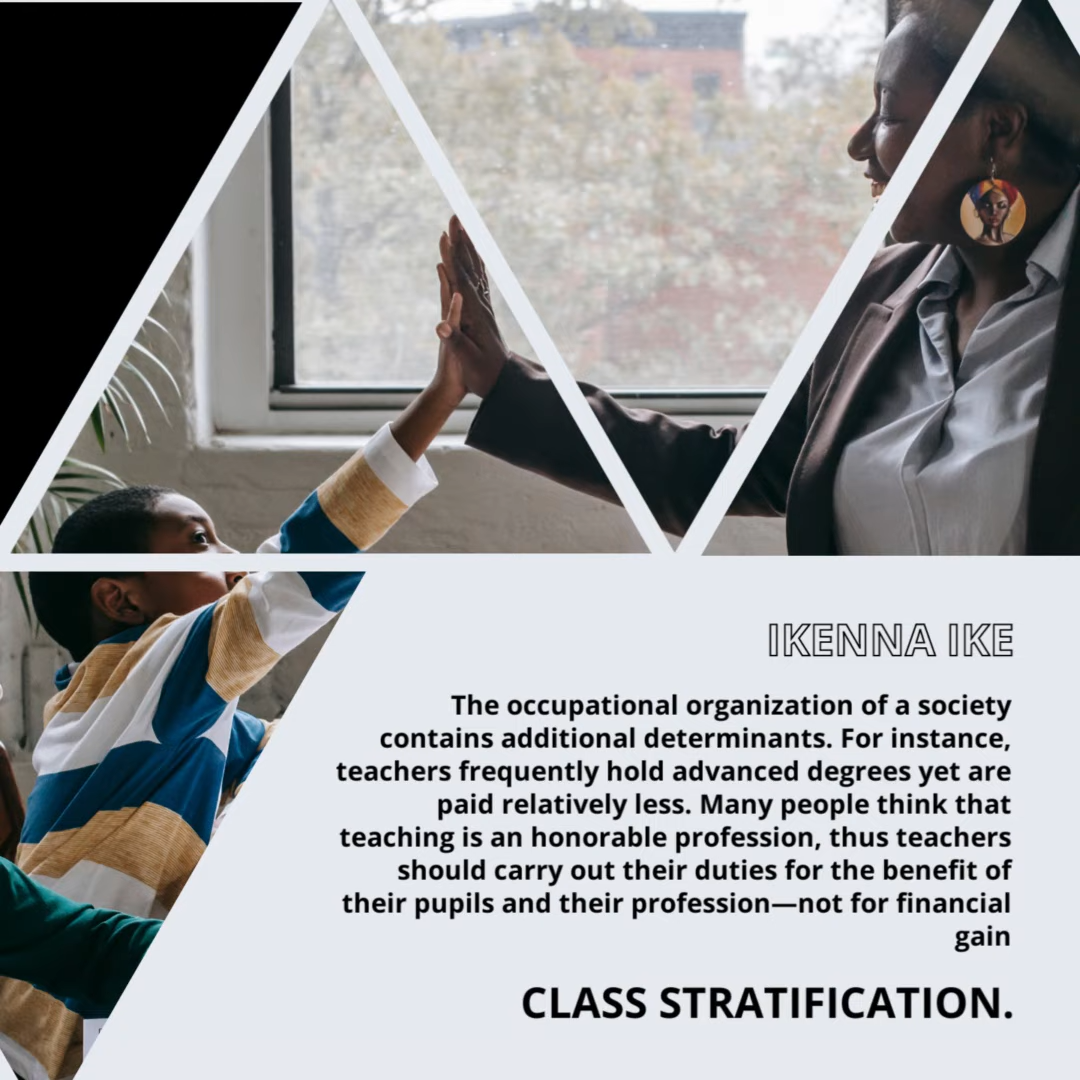 IKENNA IKE
The occupational organization of a society
contains additional determinants. For instance,
teachers frequently hold advanced degrees yet are
paid relatively less. Many people think that
teaching is an honorable profession, thus teachers
should carry out their duties for the benefit of
their pupils and their profession—not for financial
gain
CLASS STRATIFICATION.